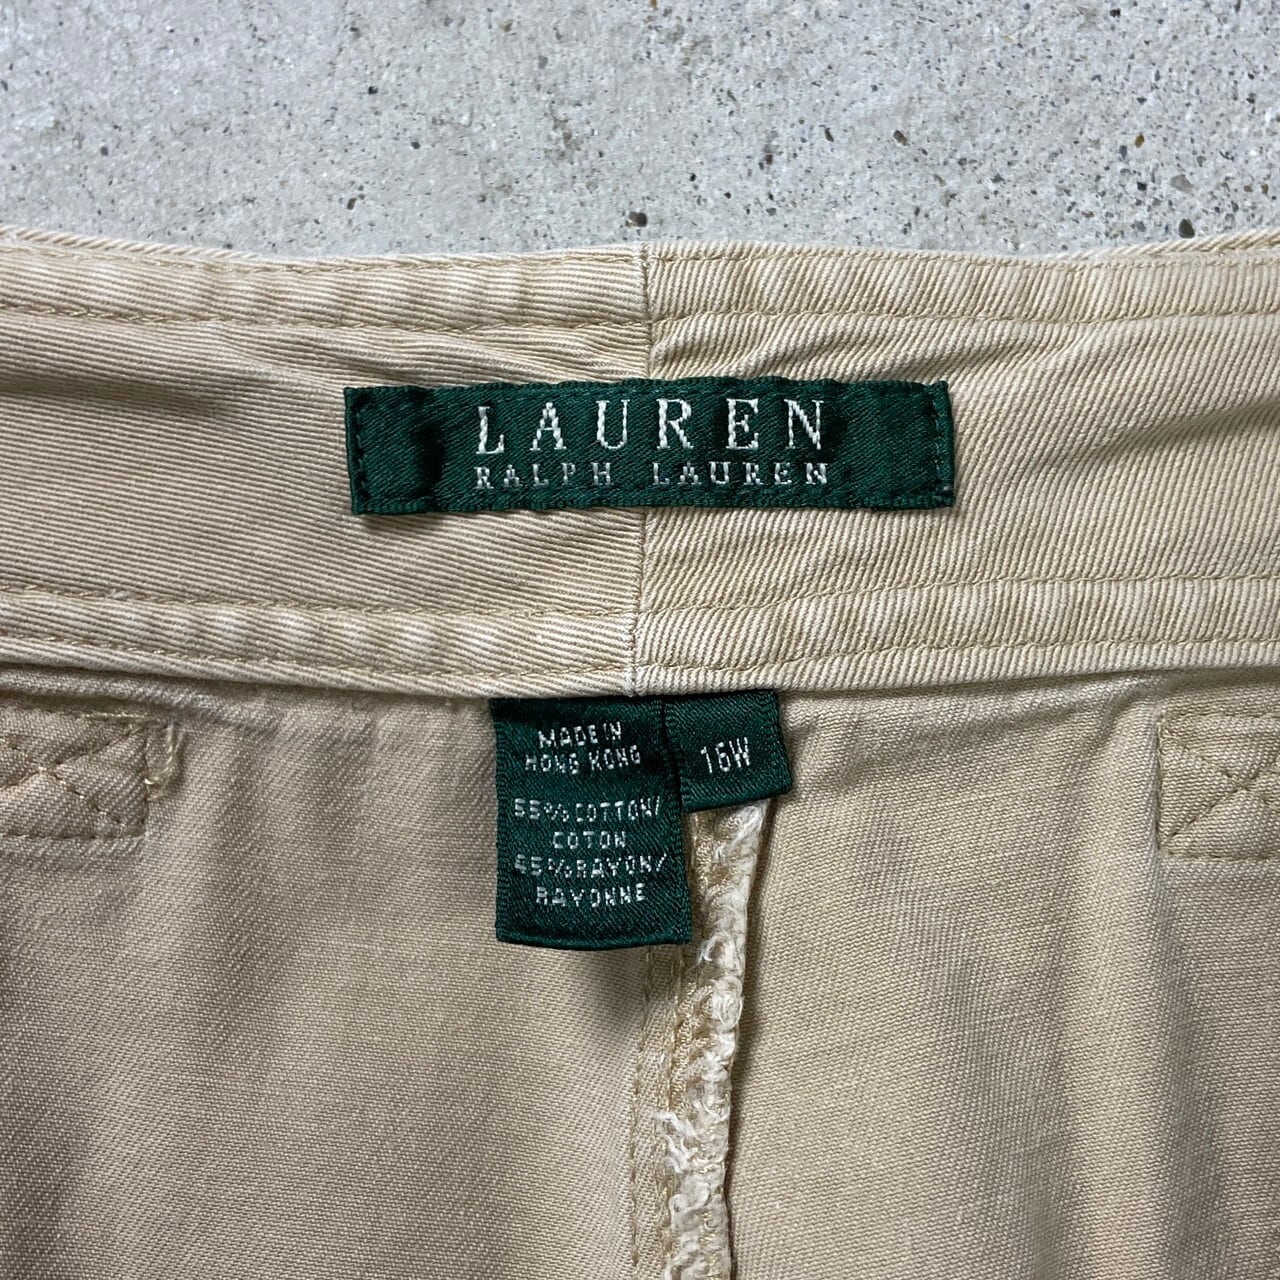 LAUREN
RALPH LAUREN
MADE IN
HONG KONG
16W
55% COTTON/
COTON
45% RAYON/
RAYONNE